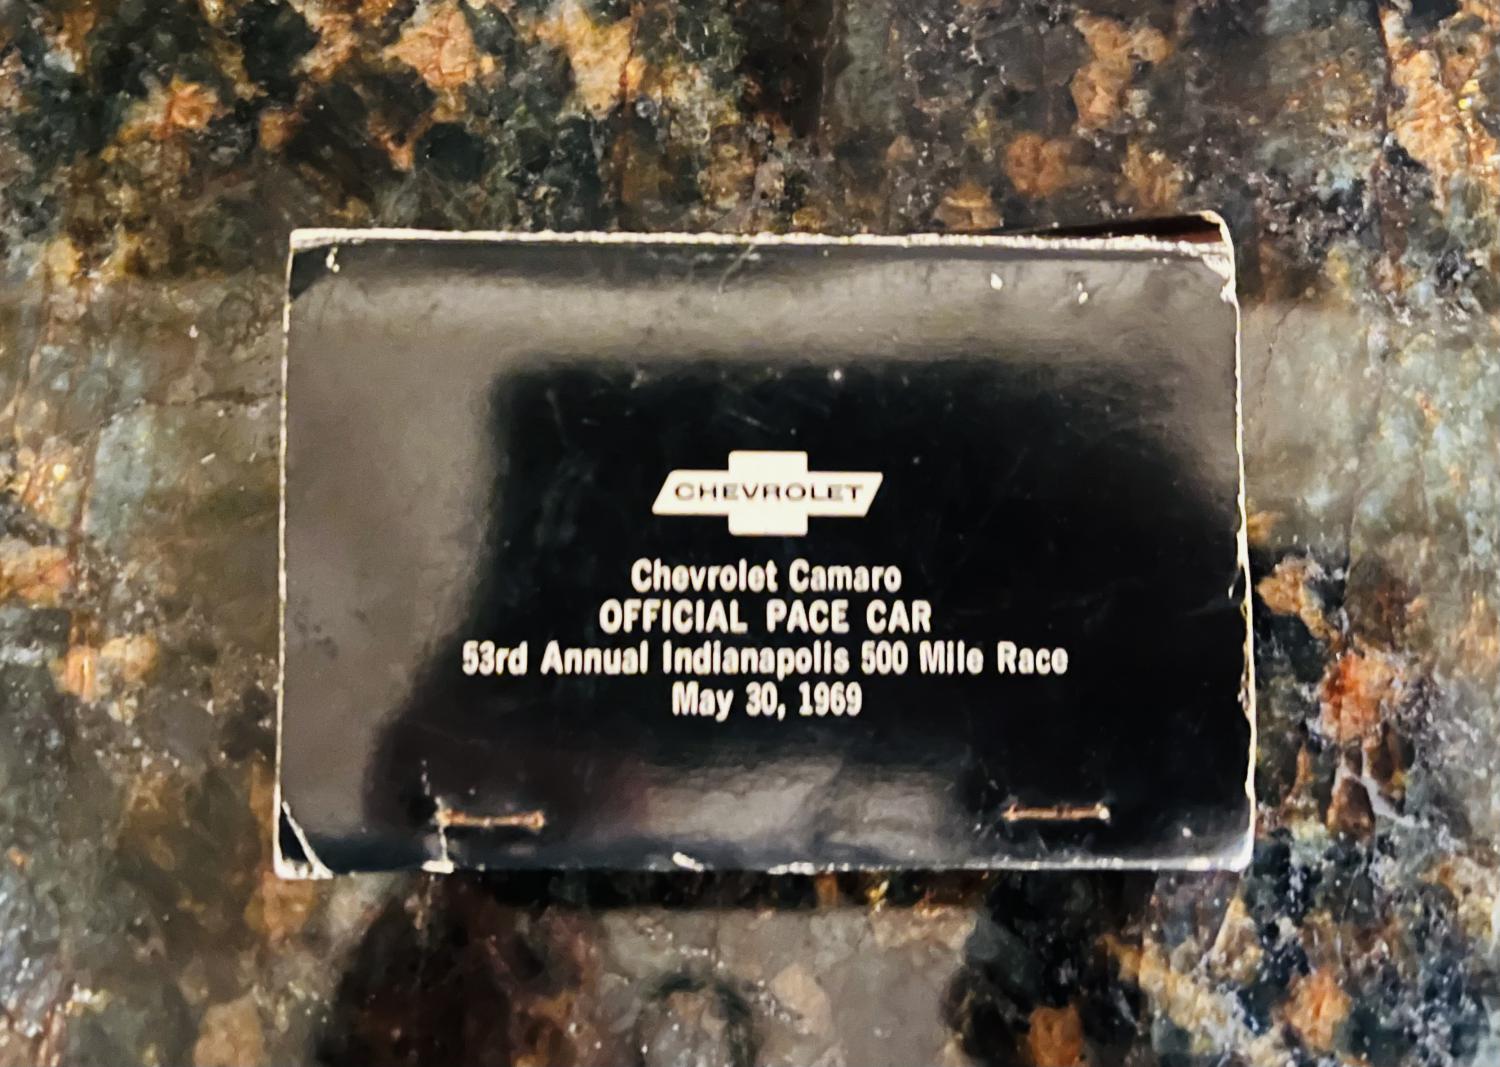 CHEVROLET
Chevrolet Camaro
OFFICIAL PACE CAR
53rd Annual Indianapolis 500 Mile Race
May 30, 1969